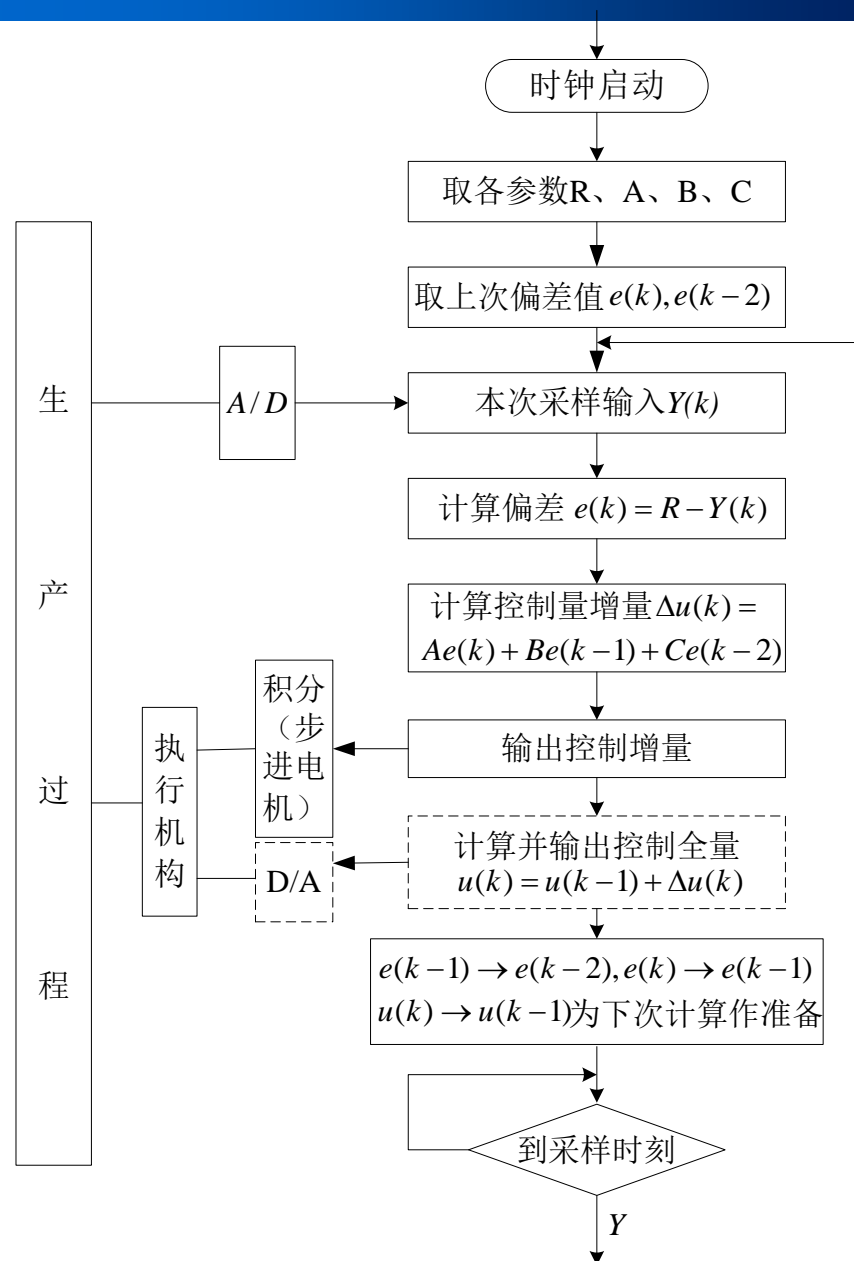 时钟启动
取各参数R、A、B、C
取上次偏差值e(k),e(k−2)
本次采样输入Y(k)
计算偏差 e(k) = R − Y(k)
计算控制量增量Δu(k) =
Ae(k) + Be(k−1) + Ce(k−2)
输出控制增量
计算并输出控制全量
u(k) = u(k−1) + Δu(k)
e(k−1) → e(k−2), e(k) → e(k−1)
u(k) → u(k−1)为下次计算作准备
到采样时刻
Y
A/D
积分
（步
进电
机）
D/A
执
行
机
构
生
产
过
程